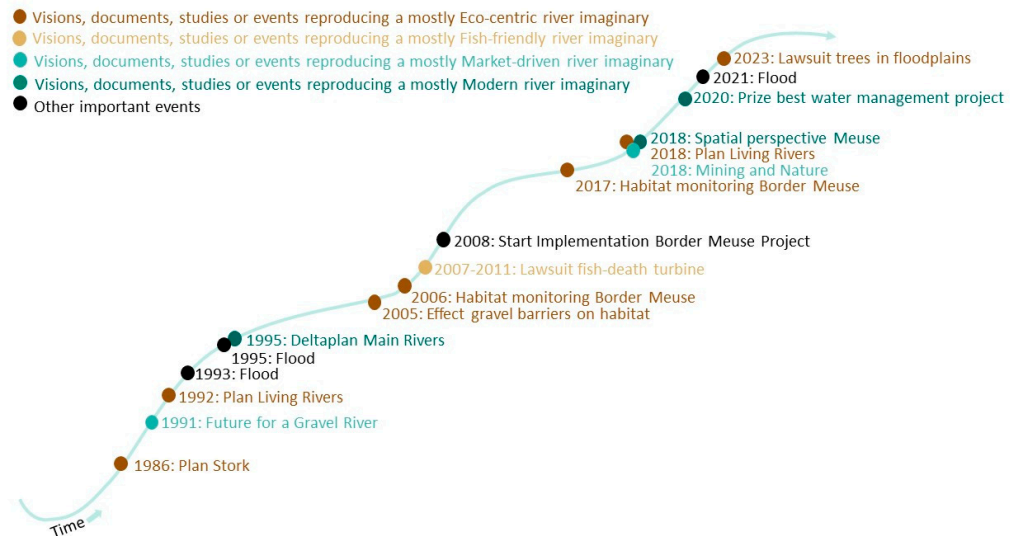 Visions, documents, studies or events reproducing a mostly Eco-centric river imaginary
Visions, documents, studies or events reproducing a mostly Fish-friendly river imaginary
Visions, documents, studies or events reproducing a mostly Market-driven river imaginary
Visions, documents, studies or events reproducing a mostly Modern river imaginary
Other important events
2023: Lawsuit trees in floodplains
2021: Flood
2020: Prize best water management project
2018: Spatial perspective Meuse
2018: Plan Living Rivers
2018: Mining and Nature
2017: Habitat monitoring Border Meuse
2008: Start Implementation Border Meuse Project
2007-2011: Lawsuit fish-death turbine
2006: Habitat monitoring Border Meuse
2005: Effect gravel barriers on habitat
1995: Deltaplan Main Rivers
1995: Flood
1993: Flood
1992: Plan Living Rivers
1991: Future for a Gravel River
1986: Plan Stork
Time